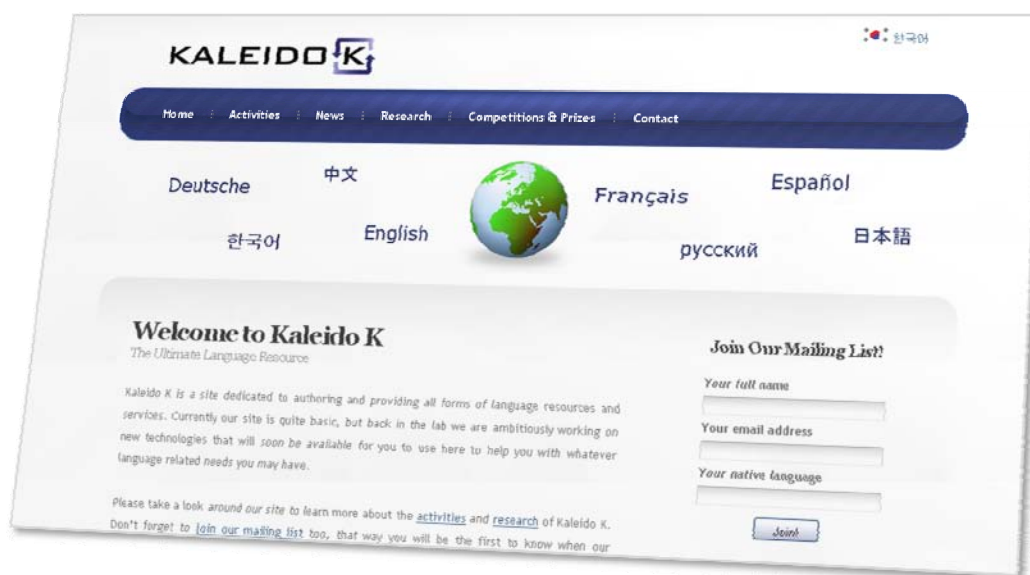 한국어
KALEIDO K
Home Activities News Research Competitions & Prizes Contact
Deutsche 中文 Français Español
한국어 English русский 日本語
Welcome to Kaleido K
The Ultimate Language Resource
Kaleido K is a site dedicated to authoring and providing all forms of language resources and
services. Currently our site is quite basic, but back in the lab we are ambitiously working on
new technologies that will soon be available for you to use here to help you with whatever
language related needs you may have.
Please take a look around our site to learn more about the activities and research of Kaleido K.
Don't forget to join our mailing list too, that way you will be the first to know when our
Join Our Mailing List!
Your full name
Your email address
Your native language
Join!